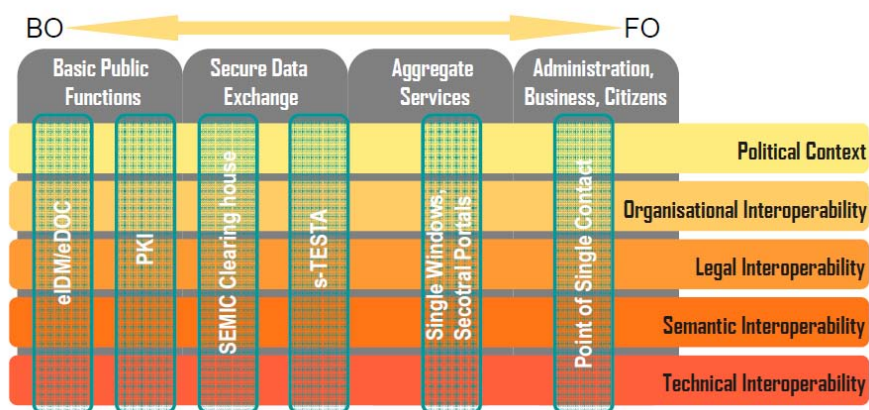 BO
FO
Basic Public
Functions
Secure Data
Exchange
Aggregate
Services
Administration,
Business, Citizens
Political Context
Organisational Interoperability
Legal Interoperability
Semantic Interoperability
Technical Interoperability
eIDM/eDOC
PKI
SEMIC Clearing house
s-TESTA
Single Windows,
Secotral Portals
Point of Single Contact